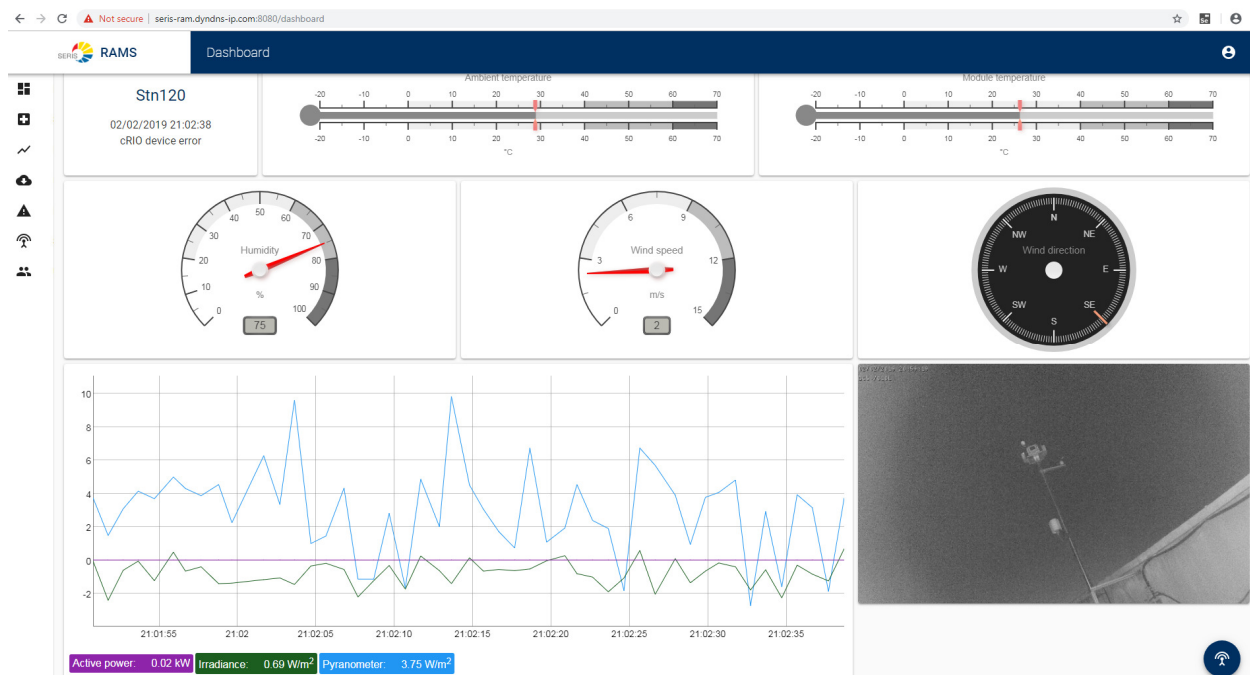 Not secure | seris-ram.dyndns-ip.com:8080/dashboard
SERIS RAMS Dashboard
Stn120
02/02/2019 21:02:38
cRIO device error
Ambient temperature
-20 -10 0 10 20 30 40 50 60 70
-20 -10 0 10 20 30 40 50 60 70
°C
Module temperature
-20 -10 0 10 20 30 40 50 60 70
-20 -10 0 10 20 30 40 50 60 70
°C
0 10 20 30 40 50 60 70 80 90 100
Humidity
%
75
0 3 6 9 12 15
Wind speed
m/s
2
N
NW NE
Wind direction
W E
SW SE
S
10
8
6
4
2
0
-2
21:01:55 21:02 21:02:05 21:02:10 21:02:15 21:02:20 21:02:25 21:02:30 21:02:35
Active power: 0.02 kW Irradiance: 0.69 W/m² Pyranometer: 3.75 W/m²